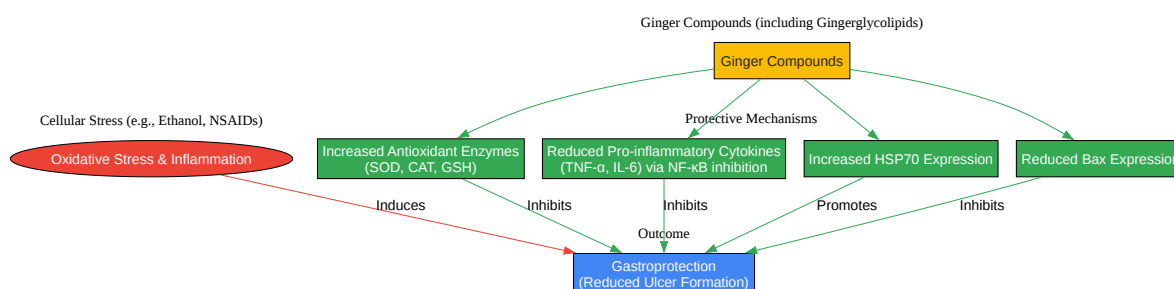 Ginger Compounds (including Gingerglycolipids)
Ginger Compounds
Cellular Stress (e.g., Ethanol, NSAIDs)
Protective Mechanisms
Oxidative Stress & Inflammation
Increased Antioxidant Enzymes
(SOD, CAT, GSH)
Reduced Pro-inflammatory Cytokines
(TNF-α, IL-6) via NF-κB inhibition
Increased HSP70 Expression
Reduced Bax Expression
Induces
Inhibits
Inhibits
Promotes
Inhibits
Outcome
Gastroprotection
(Reduced Ulcer Formation)